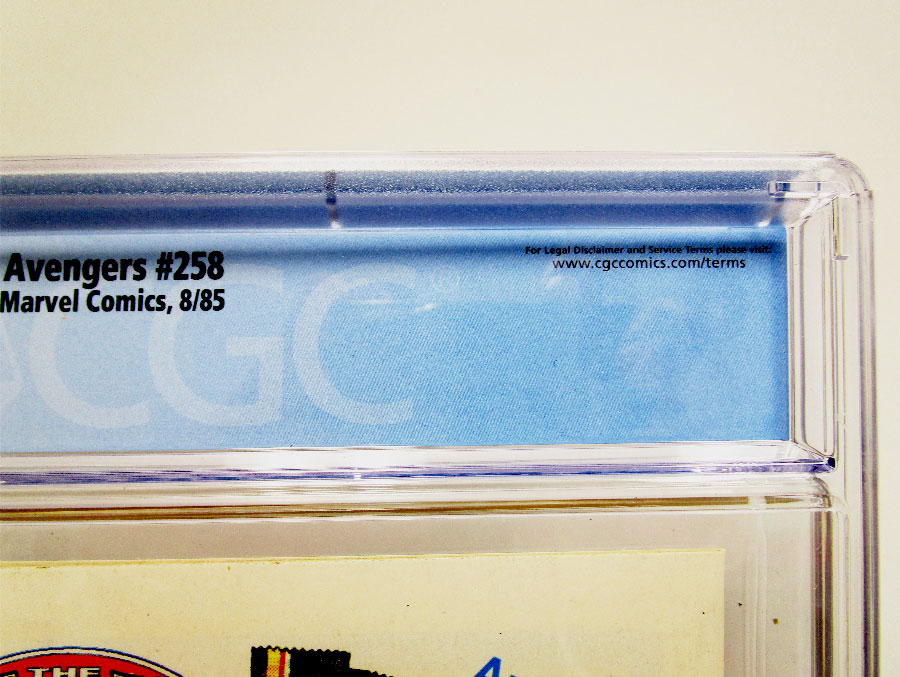 Avengers #258
Marvel Comics, 8/85
For Legal Disclaimer and Service Terms please visit:
www.cgccomics.com/terms
CGC
THE